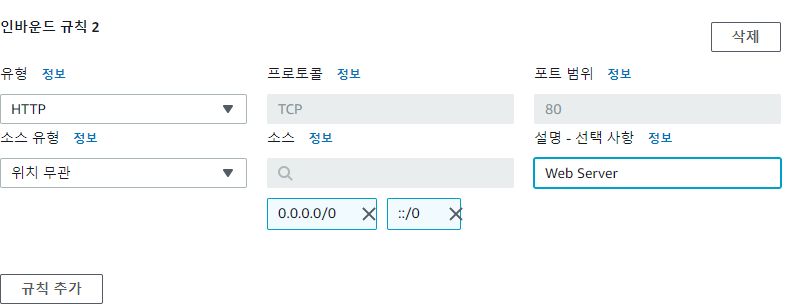 인바운드 규칙 2
삭제
유형 정보 프로토콜 정보 포트 범위 정보
HTTP TCP 80
소스 유형 정보 소스 정보 설명 - 선택 사항 정보
위치 무관 Web Server
0.0.0.0/0 ::/0
규칙 추가